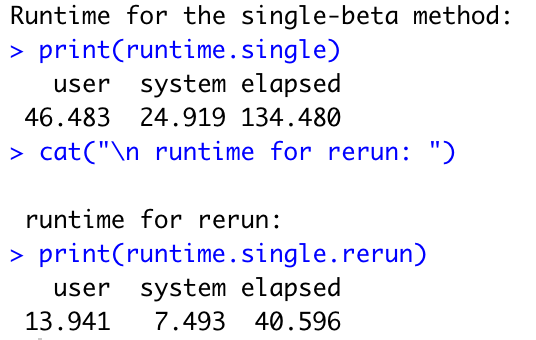 Runtime for the single-beta method:
> print(runtime.single)
   user  system elapsed
 46.483  24.919 134.480
> cat("\n runtime for rerun: ")

 runtime for rerun:
> print(runtime.single.rerun)
   user  system elapsed
 13.941   7.493  40.596